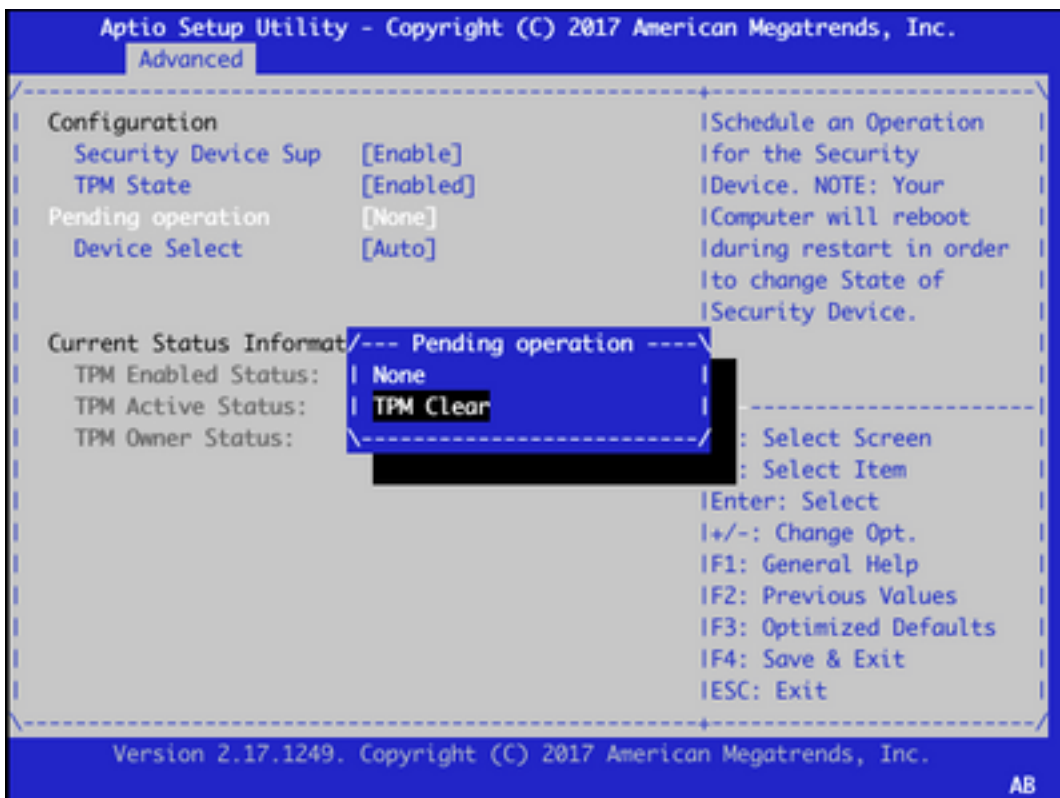 Aptio Setup Utility - Copyright (C) 2017 American Megatrends, Inc.
Advanced
Configuration
Security Device Sup [Enable]
TPM State [Enabled]
Pending operation [None]
Device Select [Auto]
Current Status Informat
TPM Enabled Status:
TPM Active Status:
TPM Owner Status:
Pending operation
None
TPM Clear
Schedule an Operation
for the Security
Device. NOTE: Your
Computer will reboot
during restart in order
to change State of
Security Device.
: Select Screen
: Select Item
Enter: Select
+/-: Change Opt.
F1: General Help
F2: Previous Values
F3: Optimized Defaults
F4: Save & Exit
ESC: Exit
Version 2.17.1249. Copyright (C) 2017 American Megatrends, Inc.
AB